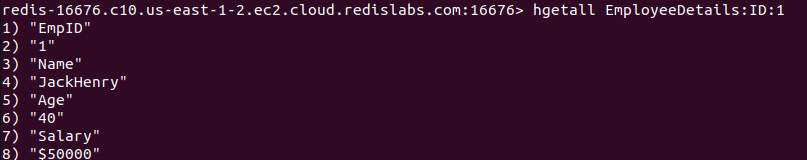 redis-16676.c10.us-east-1-2.ec2.cloud.redislabs.com:16676> hgetall EmployeeDetails:ID:1
1) "EmpID"
2) "1"
3) "Name"
4) "JackHenry"
5) "Age"
6) "40"
7) "Salary"
8) "$50000"